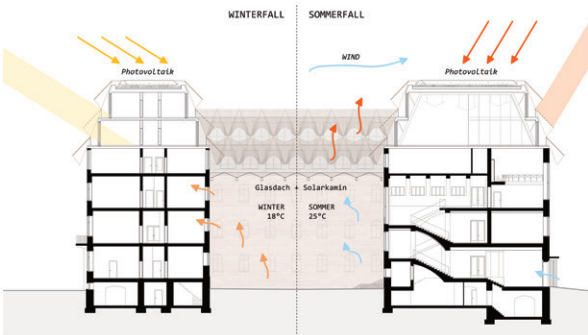 WINTERFALL
SOMMERFALL
Photovoltaik
WIND
Photovoltaik
Glasdach + Solarkamin
WINTER
18°C
SOMMER
25°C